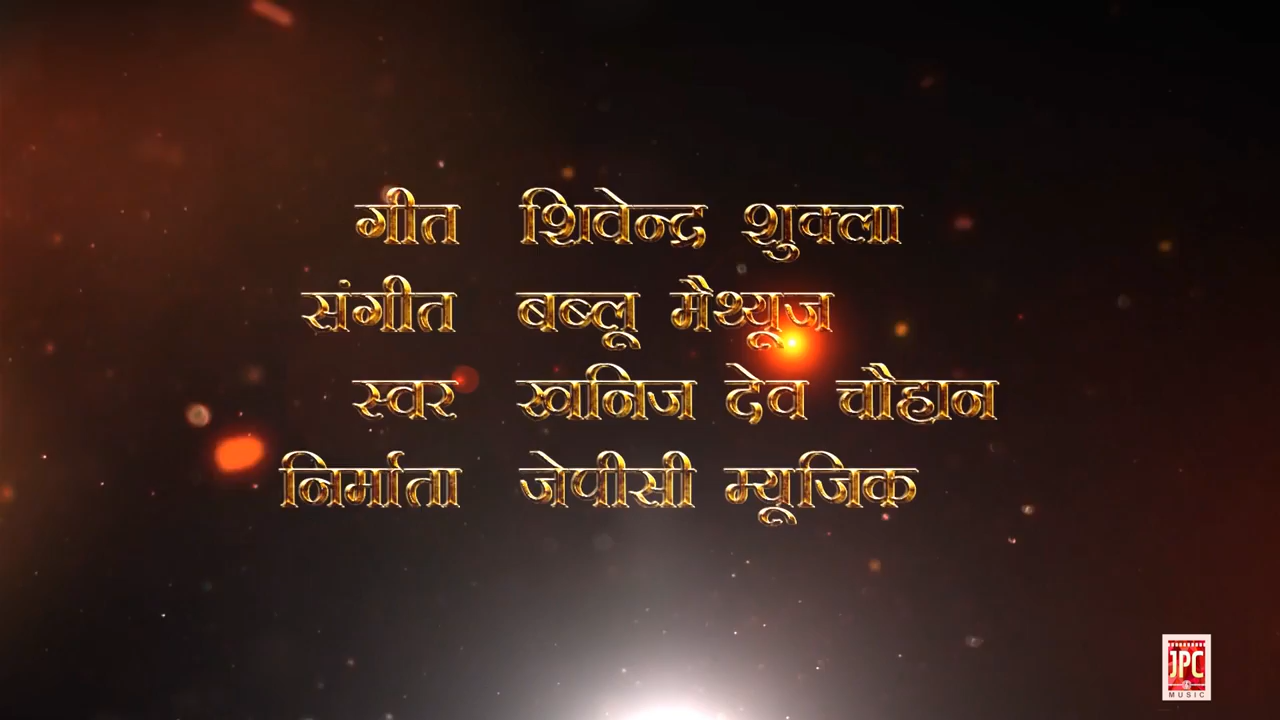 गीत शिवेन्द्र शुक्ला
संगीत बब्लू मैथ्यूज
स्वर खनिज देव चौहान
निर्माता जेपीसी म्यूजिक
JPC
MUSIC